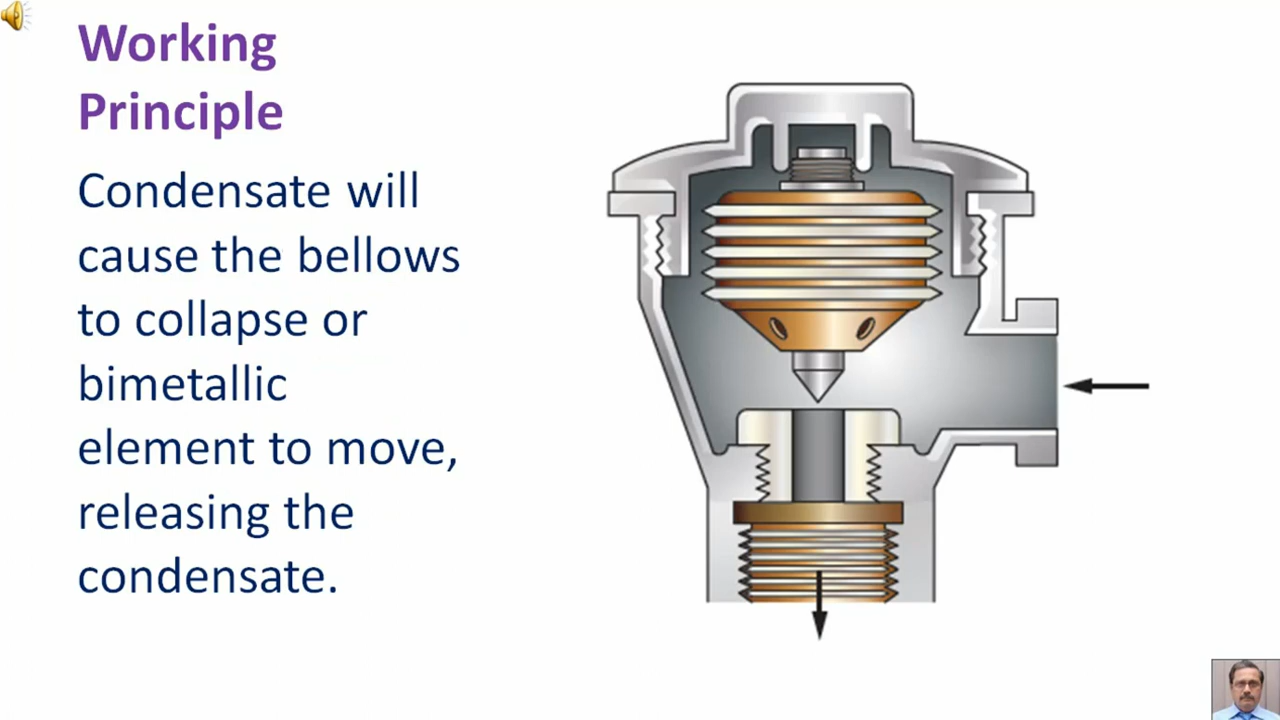 Working
Principle
Condensate will
cause the bellows
to collapse or
bimetallic
element to move,
releasing the
condensate.